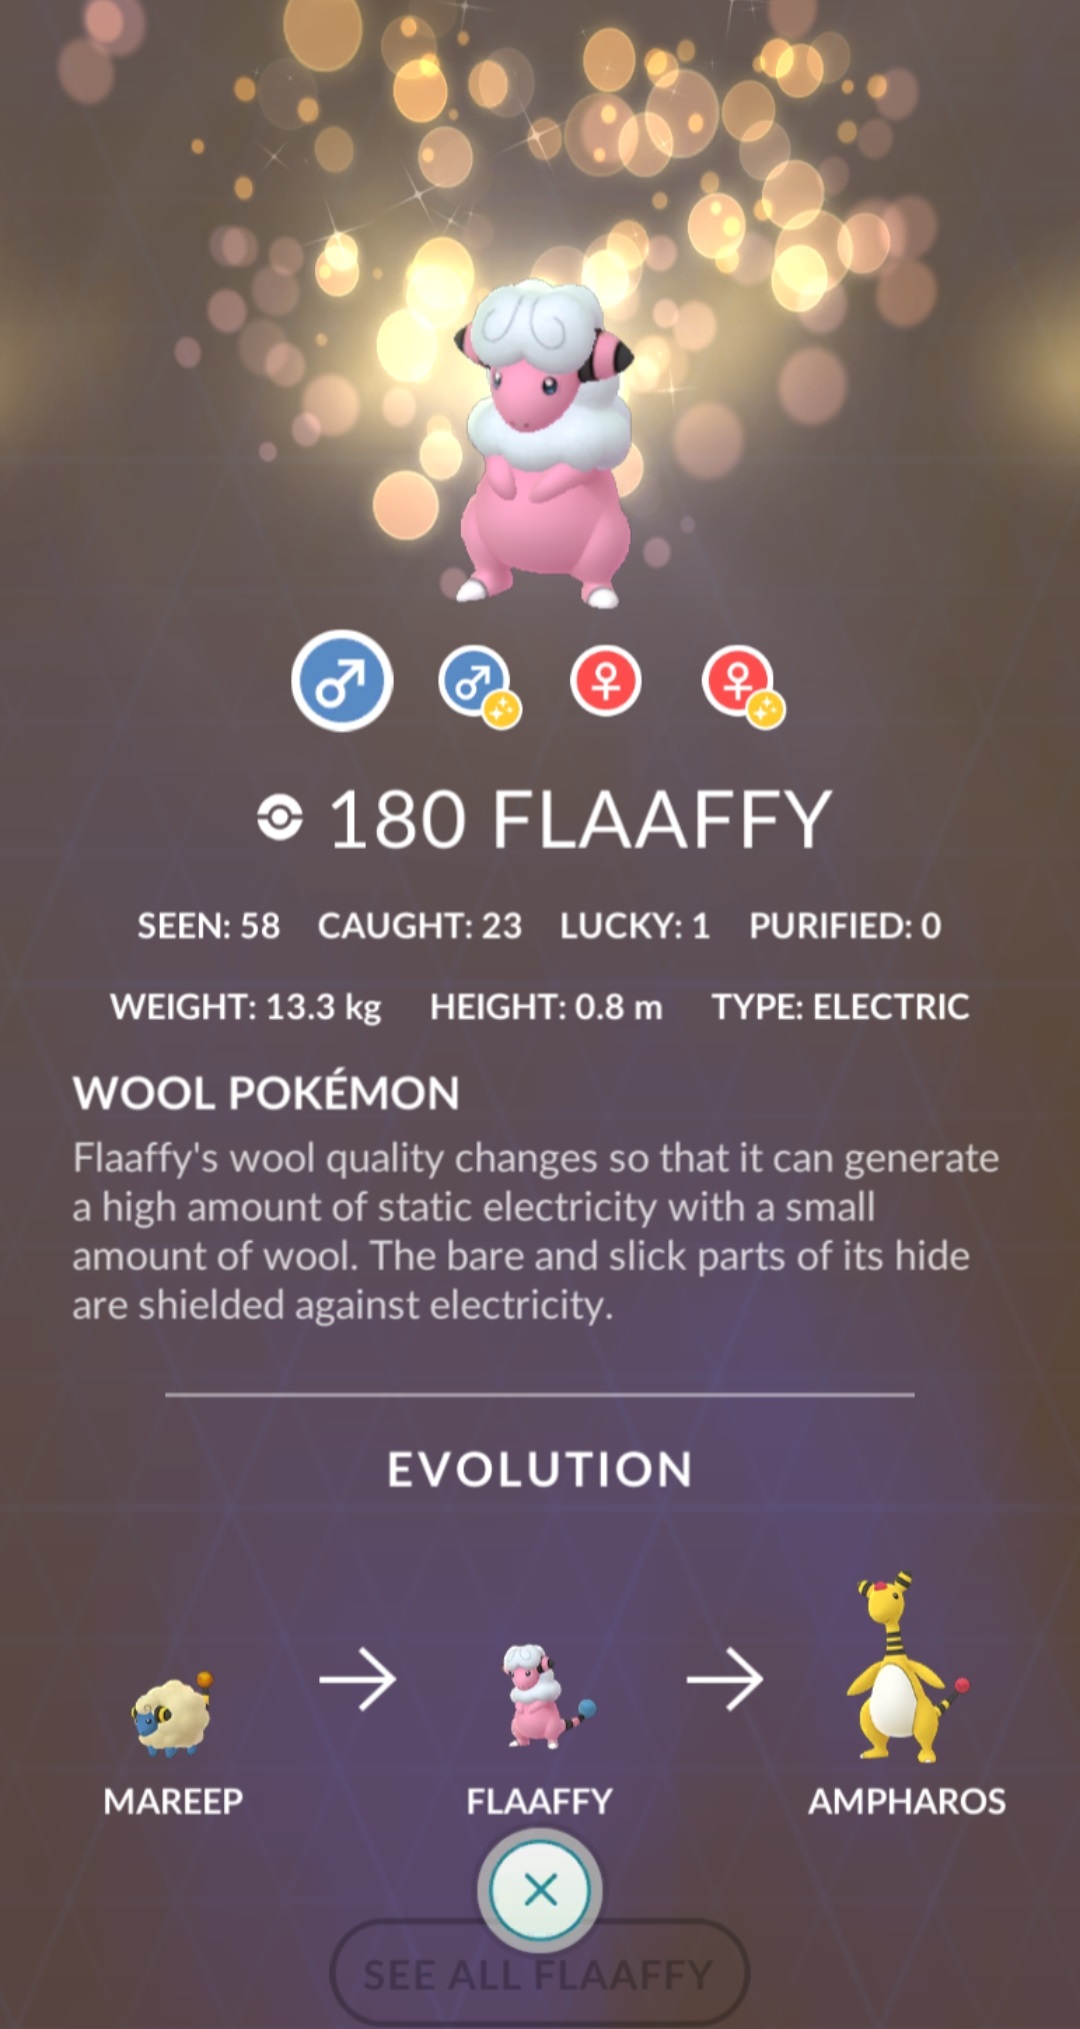 180 FLAAFFY
SEEN: 58 CAUGHT: 23 LUCKY: 1 PURIFIED: 0
WEIGHT: 13.3 kg HEIGHT: 0.8 m TYPE: ELECTRIC
WOOL POKÉMON
Flaaffy's wool quality changes so that it can generate
a high amount of static electricity with a small
amount of wool. The bare and slick parts of its hide
are shielded against electricity.
EVOLUTION
MAREEP FLAAFFY AMPHAROS
SEE ALL FLAAFFY